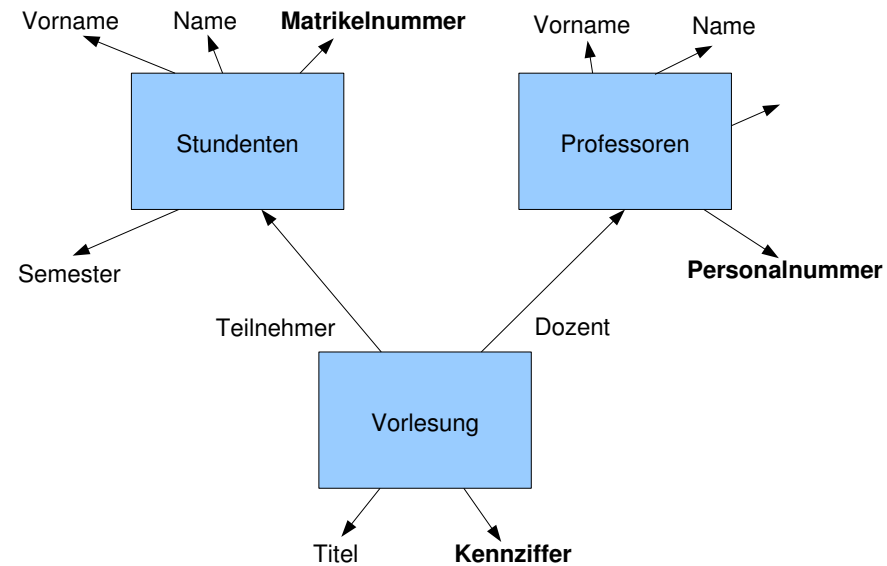 Vorname
Name
Matrikelnummer
Vorname
Name
Stundenten
Professoren
Semester
Personalnummer
Teilnehmer
Dozent
Vorlesung
Titel
Kennziffer